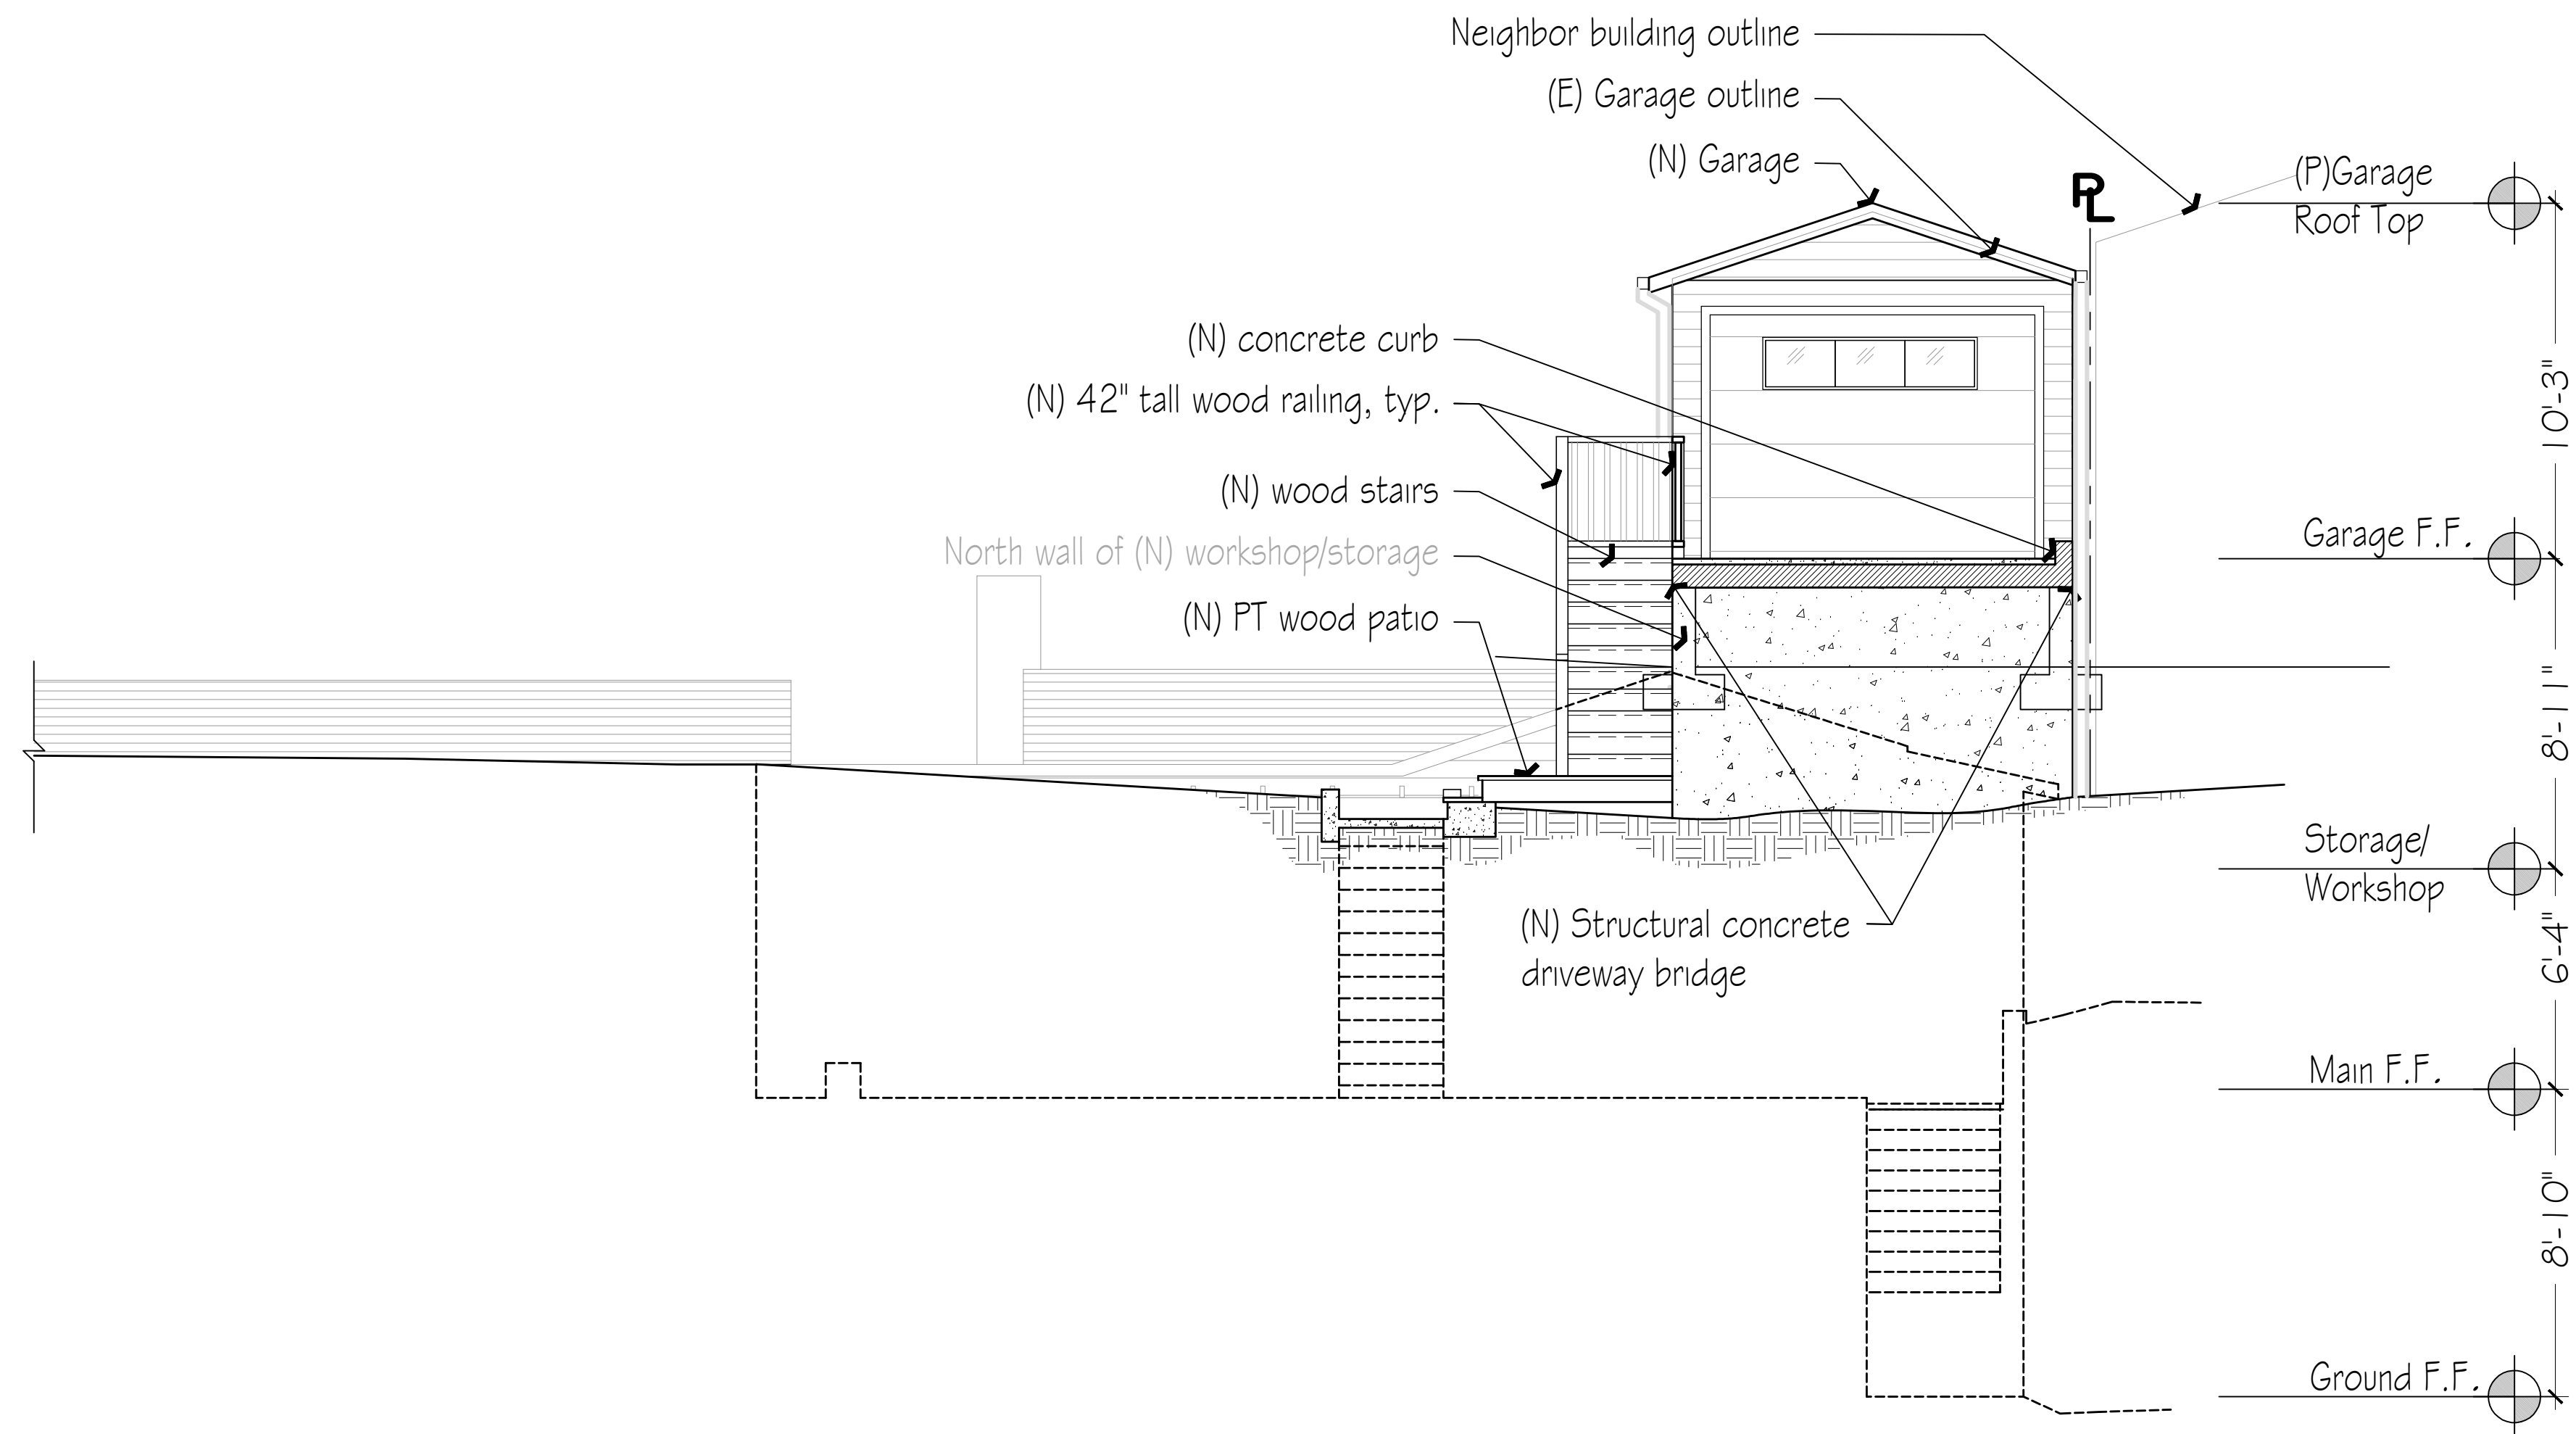 Neighbor building outline
(E) Garage outline
(N) Garage
(P)Garage
Roof Top
PL
(N) concrete curb
(N) 42" tall wood railing, typ.
10'-3"
(N) wood stairs
Garage F.F.
North wall of (N) workshop/storage
(N) PT wood patio
8'-11"
Storage/
Workshop
(N) Structural concrete
driveway bridge
6'-4"
Main F.F.
8'-10"
Ground F.F.